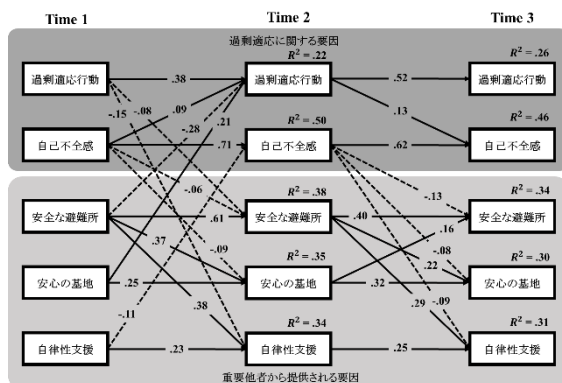 Time 1
Time 2
Time 3
過剰適応に関する要因
R² = .22
R² = .26
過剰適応行動
.38
過剰適応行動
.52
過剰適応行動
-.08
.09
-.15
-.28
.21
.13
R² = .50
R² = .46
自己不全感
.71
自己不全感
.62
自己不全感
-.06
R² = .38
-.13
R² = .34
安全な避難所
.61
安全な避難所
.40
安全な避難所
.16
.37
-.09
R² = .35
-.08
R² = .30
安心の基地
.25
安心の基地
.32
.22
安心の基地
-.11
.38
.29
-.09
R² = .34
R² = .31
自律性支援
.23
自律性支援
.25
自律性支援
重要他者から提供される要因